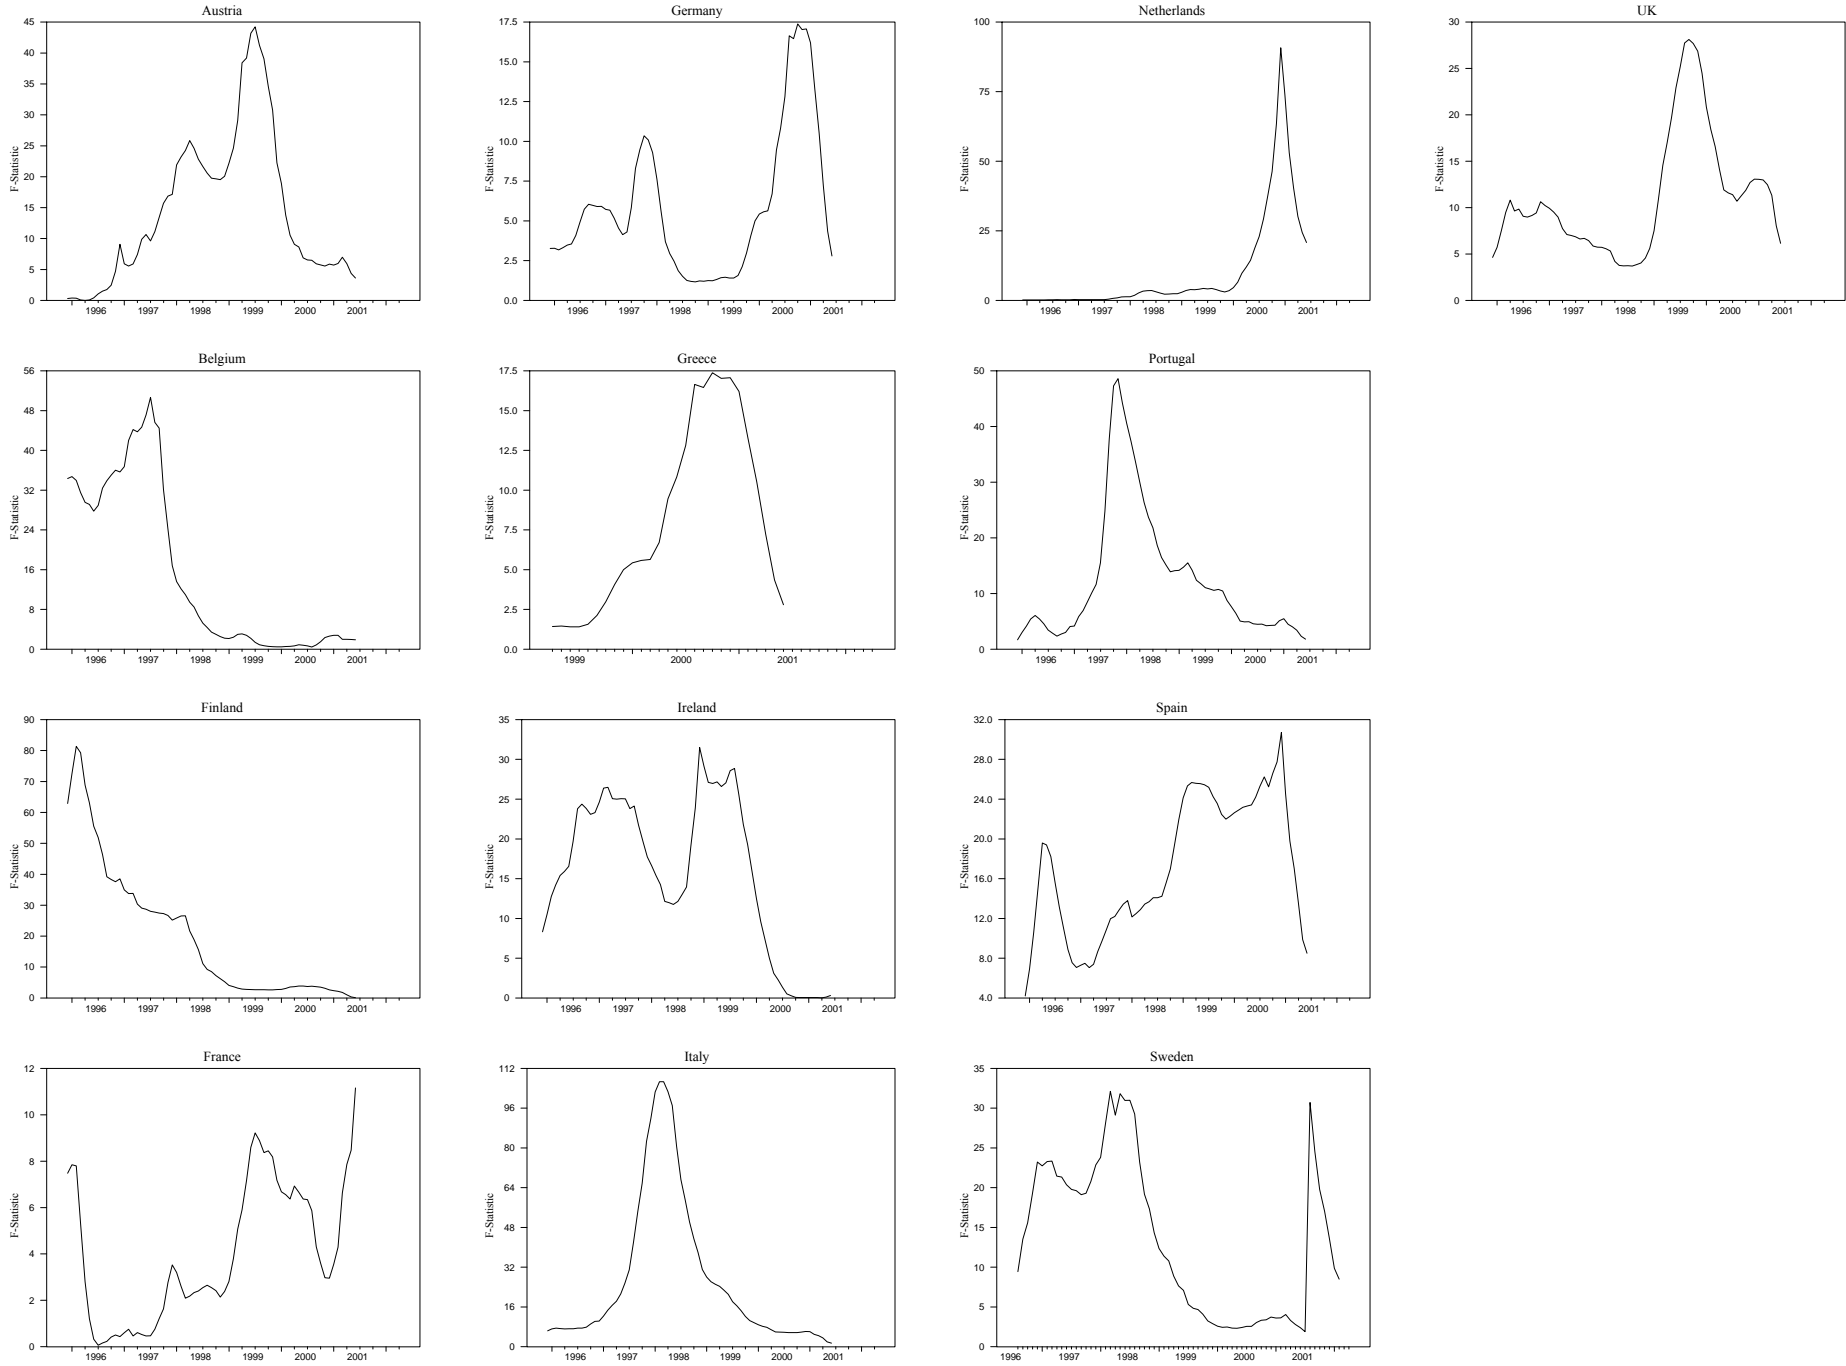 Austria
45
40
35
30
25
20
15
10
5
0
F-Statistic
1996 1997 1998 1999 2000 2001
Germany
17.5
15.0
12.5
10.0
7.5
5.0
2.5
0.0
F-Statistic
1996 1997 1998 1999 2000 2001
Netherlands
100
75
50
25
0
F-Statistic
1996 1997 1998 1999 2000 2001
UK
30
25
20
15
10
5
0
F-Statistic
1996 1997 1998 1999 2000 2001
Belgium
56
48
40
32
24
16
8
0
F-Statistic
1996 1997 1998 1999 2000 2001
Greece
17.5
15.0
12.5
10.0
7.5
5.0
2.5
0.0
F-Statistic
1999 2000 2001
Portugal
50
40
30
20
10
0
F-Statistic
1996 1997 1998 1999 2000 2001
Finland
90
80
70
60
50
40
30
20
10
0
F-Statistic
1996 1997 1998 1999 2000 2001
Ireland
35
30
25
20
15
10
5
0
F-Statistic
1996 1997 1998 1999 2000 2001
Spain
32.0
28.0
24.0
20.0
16.0
12.0
8.0
4.0
F-Statistic
1996 1997 1998 1999 2000 2001
France
12
10
8
6
4
2
0
F-Statistic
1996 1997 1998 1999 2000 2001
Italy
112
96
80
64
48
32
16
0
F-Statistic
1996 1997 1998 1999 2000 2001
Sweden
35
30
25
20
15
10
5
0
F-Statistic
1996 1997 1998 1999 2000 2001